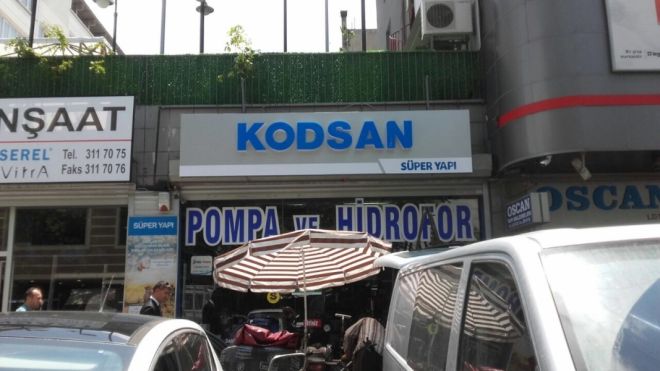 NŞAAT
SEREL Tel. 311 70 75
VitrA Faks 311 70 76
KODSAN
SÜPER YAPI
POMPA VE HİDROFOR
SÜPER YAPI
OSCAN
OSCAN